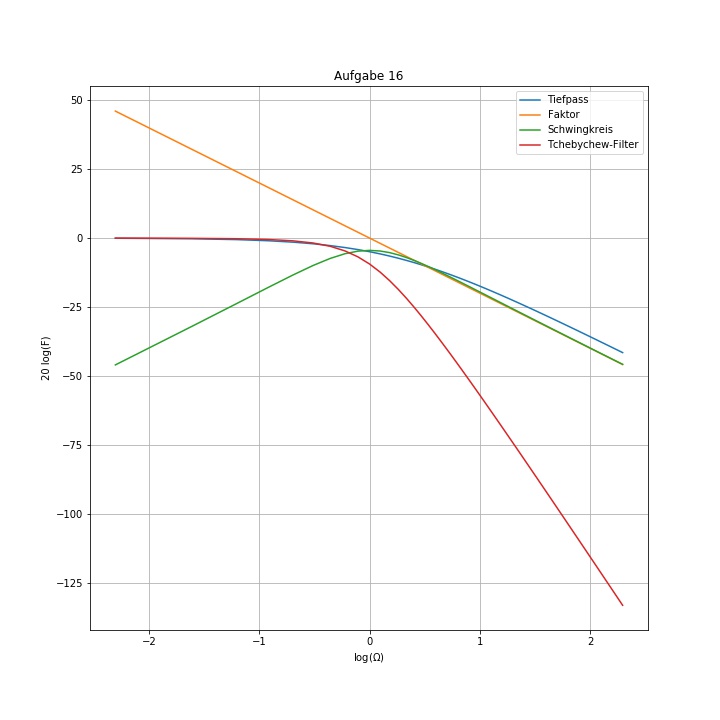 Aufgabe 16
Tiefpass
Faktor
Schwingkreis
Tchebychew-Filter
50
25
0
−25
−50
−75
−100
−125
20 log(F)
−2
−1
0
1
2
log(Ω)